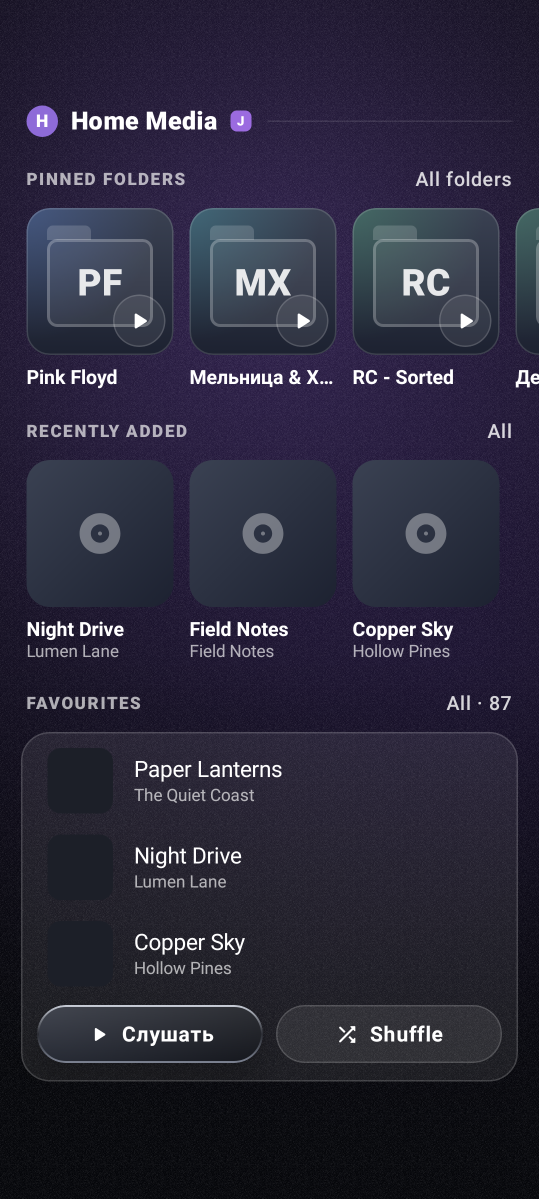 H Home Media J
PINNED FOLDERS All folders
PF MX RC
Pink Floyd Мельница & X… RC - Sorted Де
RECENTLY ADDED All
Night Drive Field Notes Copper Sky
Lumen Lane Field Notes Hollow Pines
FAVOURITES All · 87
Paper Lanterns
The Quiet Coast
Night Drive
Lumen Lane
Copper Sky
Hollow Pines
Слушать Shuffle